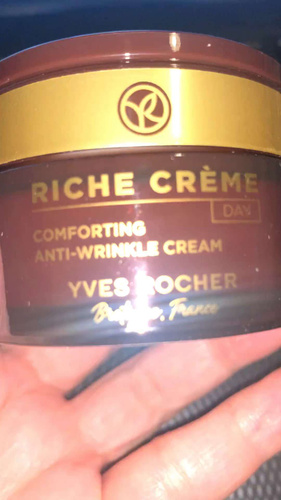 RICHE CRÈME
DAY
COMFORTING
ANTI-WRINKLE CREAM
YVES ROCHER
France